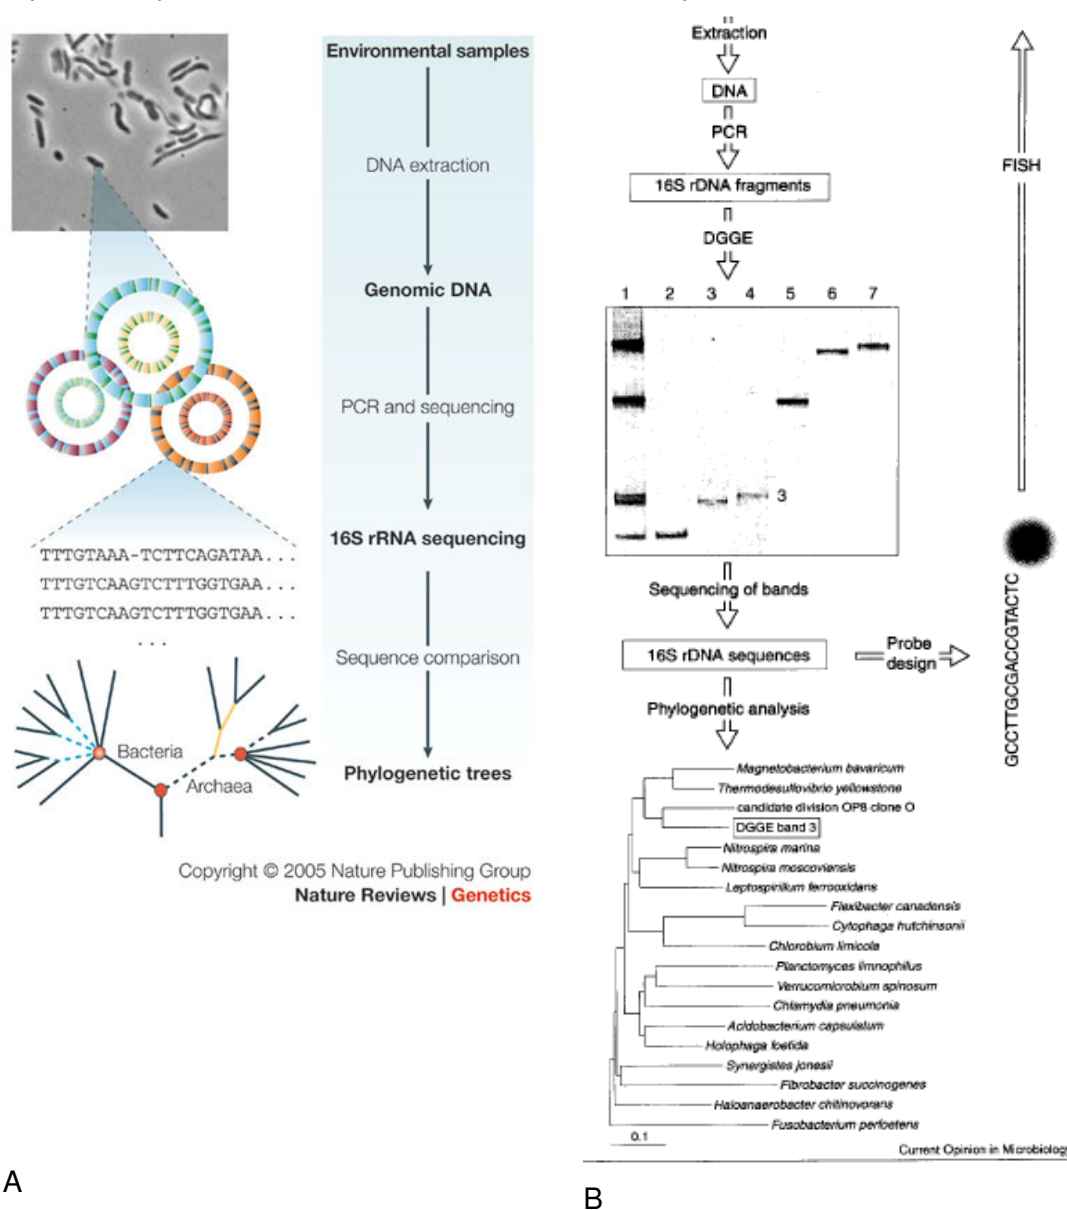 Environmental samples
DNA extraction
Genomic DNA
PCR and sequencing
16S rRNA sequencing
TTTGTAAA-TCTTCAGATAA...
TTTGTCAAGTCTTTGGTGAA...
TTTGTCAAGTCTTTGGTGAA...
...
Sequence comparison
Bacteria
Archaea
Phylogenetic trees
Copyright © 2005 Nature Publishing Group
Nature Reviews | Genetics
A
Extraction
DNA
PCR
16S rDNA fragments
DGGE
1 2 3 4 5 6 7
3
Sequencing of bands
16S rDNA sequences
Probe
design
GCCTTGCGACCGTACTC
FISH
Phylogenetic analysis
Magnetobacterium bavaricum
Thermodesulfovibrio yellowstone
candidate division OP8 clone O
DGGE band 3
Nitrospira marina
Nitrospira moscoviensis
Leptospirillum ferrooxidans
Flexibacter canadensis
Cytophaga hutchinsonii
Chlorobium limicola
Planctomyces limnophilus
Verrucomicrobium spinosum
Chlamydia pneumonia
Acidobacterium capsulatum
Holophaga foetida
Synergistes jonesii
Fibrobacter succinogenes
Haloanaerobacter chitinovorans
Fusobacterium perfoetens
0.1
Current Opinion in Microbiology
B